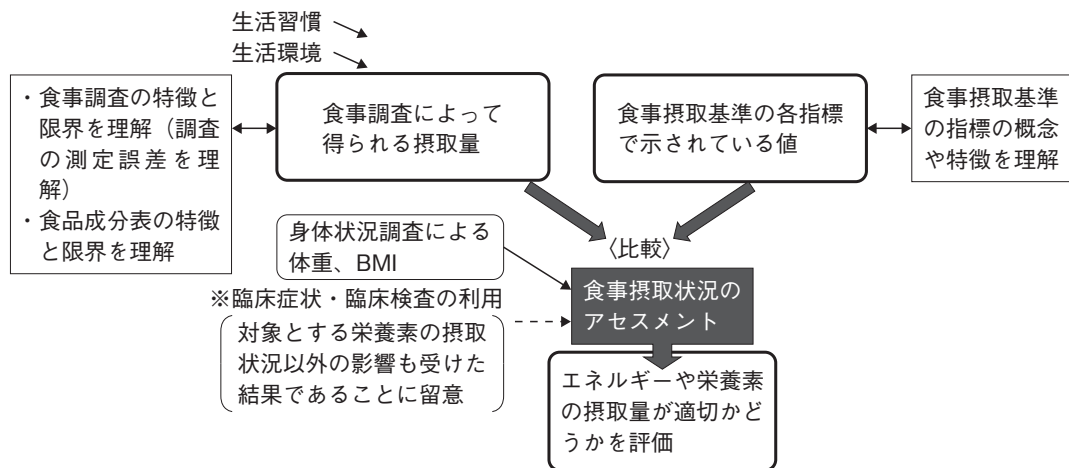 生活習慣
生活環境
・食事調査の特徴と
限界を理解（調査
の測定誤差を理
解）
・食品成分表の特徴
と限界を理解
食事調査によって
得られる摂取量
食事摂取基準の各指標
で示されている値
食事摂取基準
の指標の概念
や特徴を理解
〈比較〉
身体状況調査による
体重、BMI
※臨床症状・臨床検査の利用
対象とする栄養素の摂取
状況以外の影響も受けた
結果であることに留意
食事摂取状況の
アセスメント
エネルギーや栄養素
の摂取量が適切かど
うかを評価